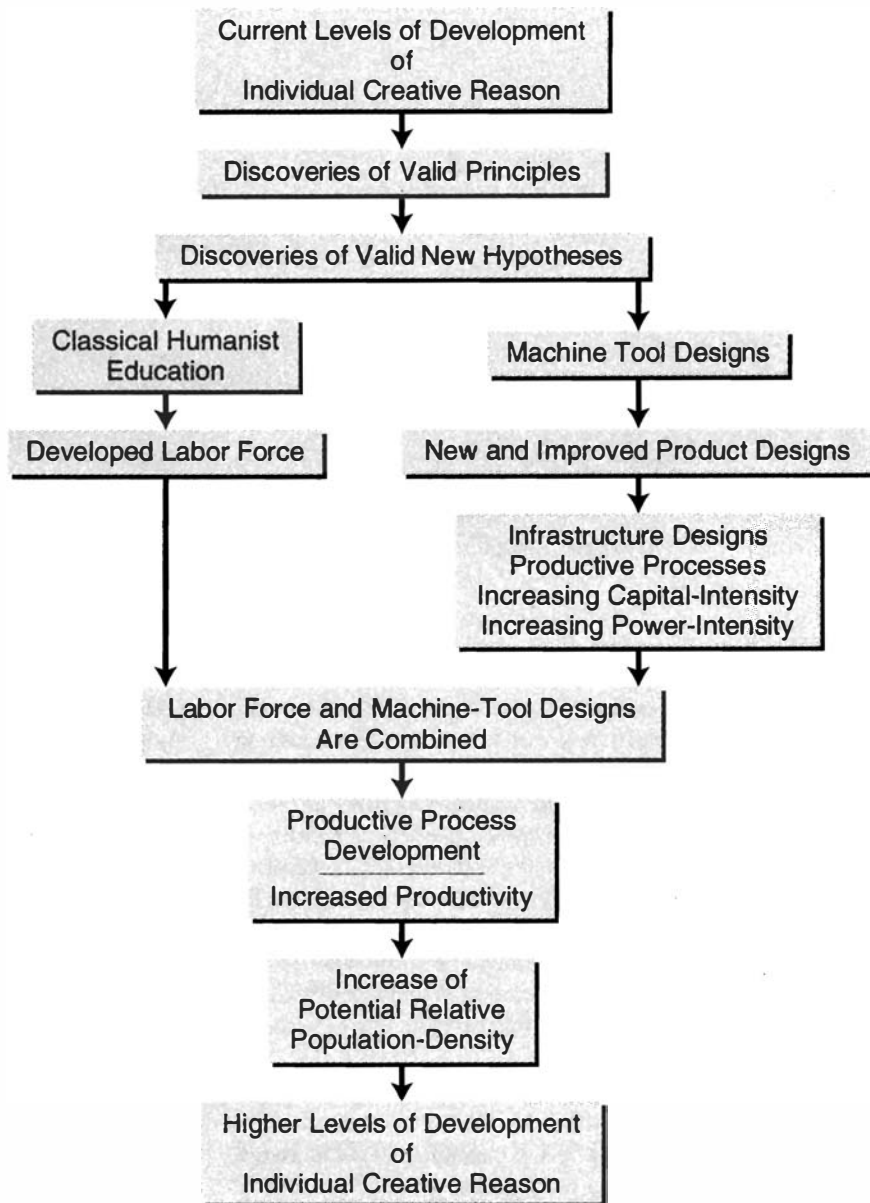 Current Levels of Development
of
Individual Creative Reason
Discoveries of Valid Principles
Discoveries of Valid New Hypotheses
Classical Humanist
Education
Developed Labor Force
Machine Tool Designs
New and Improved Product Designs
Infrastructure Designs
Productive Processes
Increasing Capital-Intensity
Increasing Power-Intensity
Labor Force and Machine-Tool Designs
Are Combined
Productive Process
Development
Increased Productivity
Increase of
Potential Relative
Population-Density
Higher Levels of Development
of
Individual Creative Reason